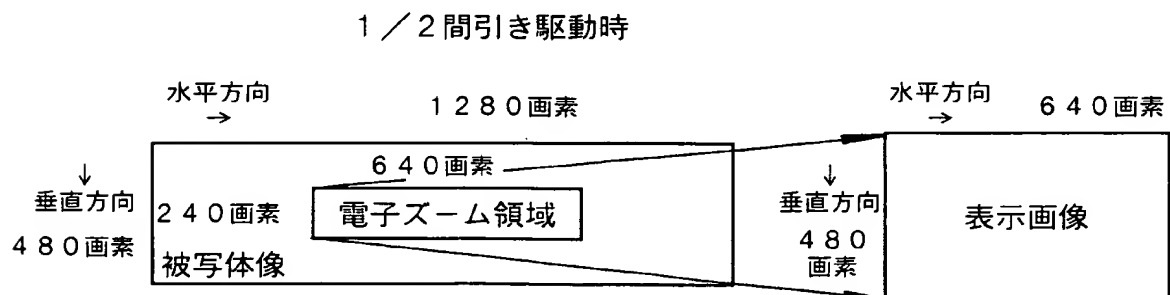 １／２間引き駆動時
水平方向
→
１２８０画素
水平方向
→
６４０画素
↓
垂直方向
４８０画素
６４０画素
２４０画素
電子ズーム領域
被写体像
↓
垂直方向
４８０
画素
表示画像